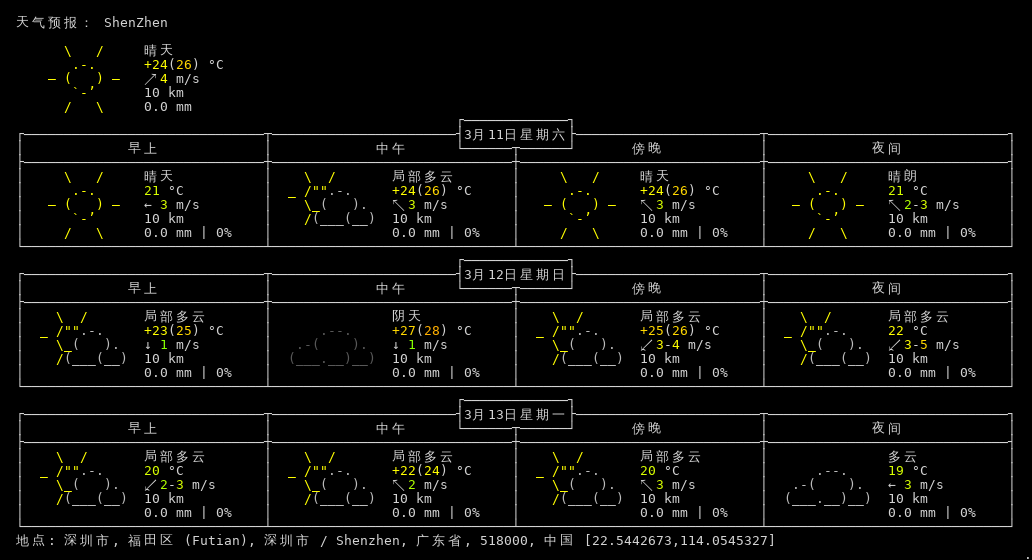 天气预报： ShenZhen
晴天
+24(26) °C
↗4 m/s
10 km
0.0 mm
3月11日星期六
早上 中午 傍晚 夜间
晴天 局部多云 晴天 晴朗
21 °C +24(26) °C +24(26) °C 21 °C
← 3 m/s ↖3 m/s ↖3 m/s ↖2-3 m/s
10 km 10 km 10 km 10 km
0.0 mm | 0% 0.0 mm | 0% 0.0 mm | 0% 0.0 mm | 0%
3月12日星期日
早上 中午 傍晚 夜间
局部多云 阴天 局部多云 局部多云
+23(25) °C +27(28) °C +25(26) °C 22 °C
↓ 1 m/s ↓ 1 m/s ↙3-4 m/s ↙3-5 m/s
10 km 10 km 10 km 10 km
0.0 mm | 0% 0.0 mm | 0% 0.0 mm | 0% 0.0 mm | 0%
3月13日星期一
早上 中午 傍晚 夜间
局部多云 局部多云 局部多云 多云
20 °C +22(24) °C 20 °C 19 °C
↙2-3 m/s ↖2 m/s ↖3 m/s ← 3 m/s
10 km 10 km 10 km 10 km
0.0 mm | 0% 0.0 mm | 0% 0.0 mm | 0% 0.0 mm | 0%
地点: 深圳市, 福田区 (Futian), 深圳市 / Shenzhen, 广东省, 518000, 中国 [22.5442673,114.0545327]